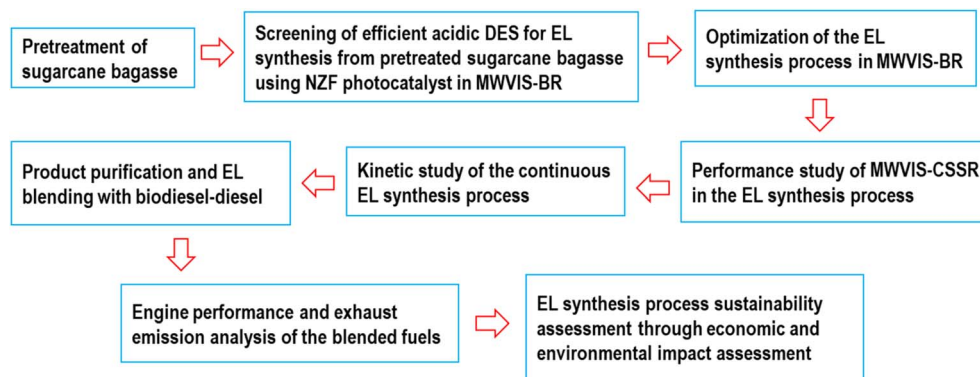 Pretreatment of
sugarcane bagasse
Screening of efficient acidic DES for EL
synthesis from pretreated sugarcane bagasse
using NZF photocatalyst in MWVIS-BR
Optimization of the EL
synthesis process in MWVIS-BR
Performance study of MWVIS-CSSR
in the EL synthesis process
Kinetic study of the continuous
EL synthesis process
Product purification and EL
blending with biodiesel-diesel
Engine performance and exhaust
emission analysis of the blended fuels
EL synthesis process sustainability
assessment through economic and
environmental impact assessment